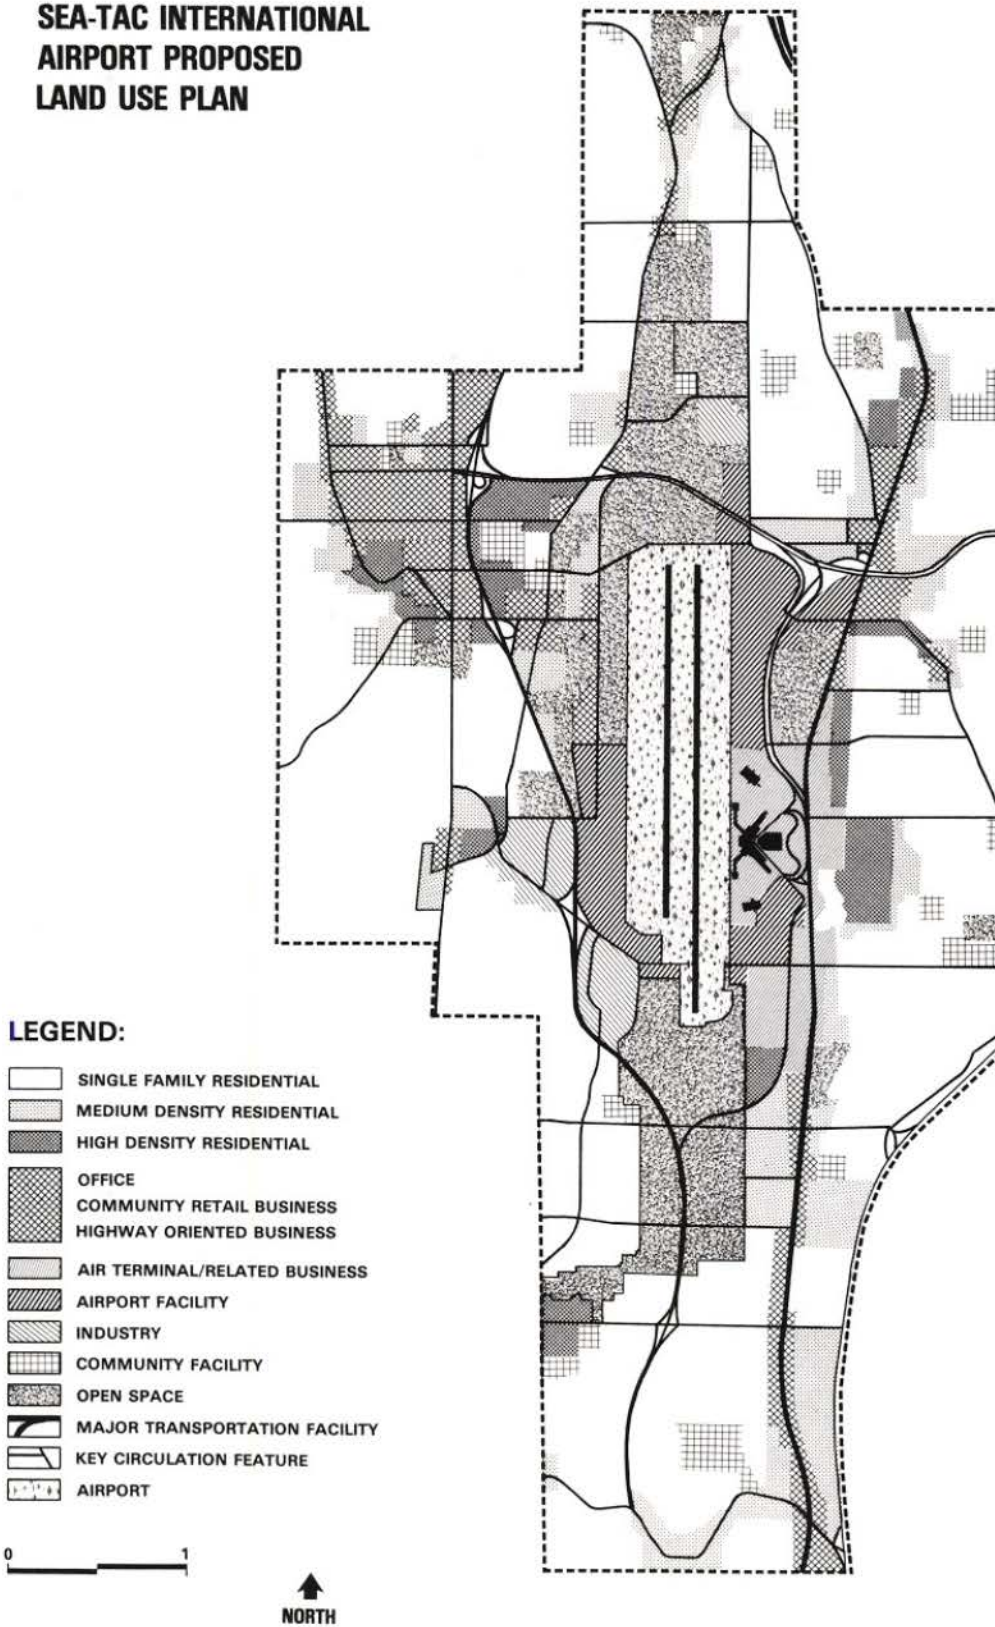 SEA-TAC INTERNATIONAL
AIRPORT PROPOSED
LAND USE PLAN
LEGEND:
SINGLE FAMILY RESIDENTIAL
MEDIUM DENSITY RESIDENTIAL
HIGH DENSITY RESIDENTIAL
OFFICE
COMMUNITY RETAIL BUSINESS
HIGHWAY ORIENTED BUSINESS
AIR TERMINAL/RELATED BUSINESS
AIRPORT FACILITY
INDUSTRY
COMMUNITY FACILITY
OPEN SPACE
MAJOR TRANSPORTATION FACILITY
KEY CIRCULATION FEATURE
AIRPORT
0 1
NORTH